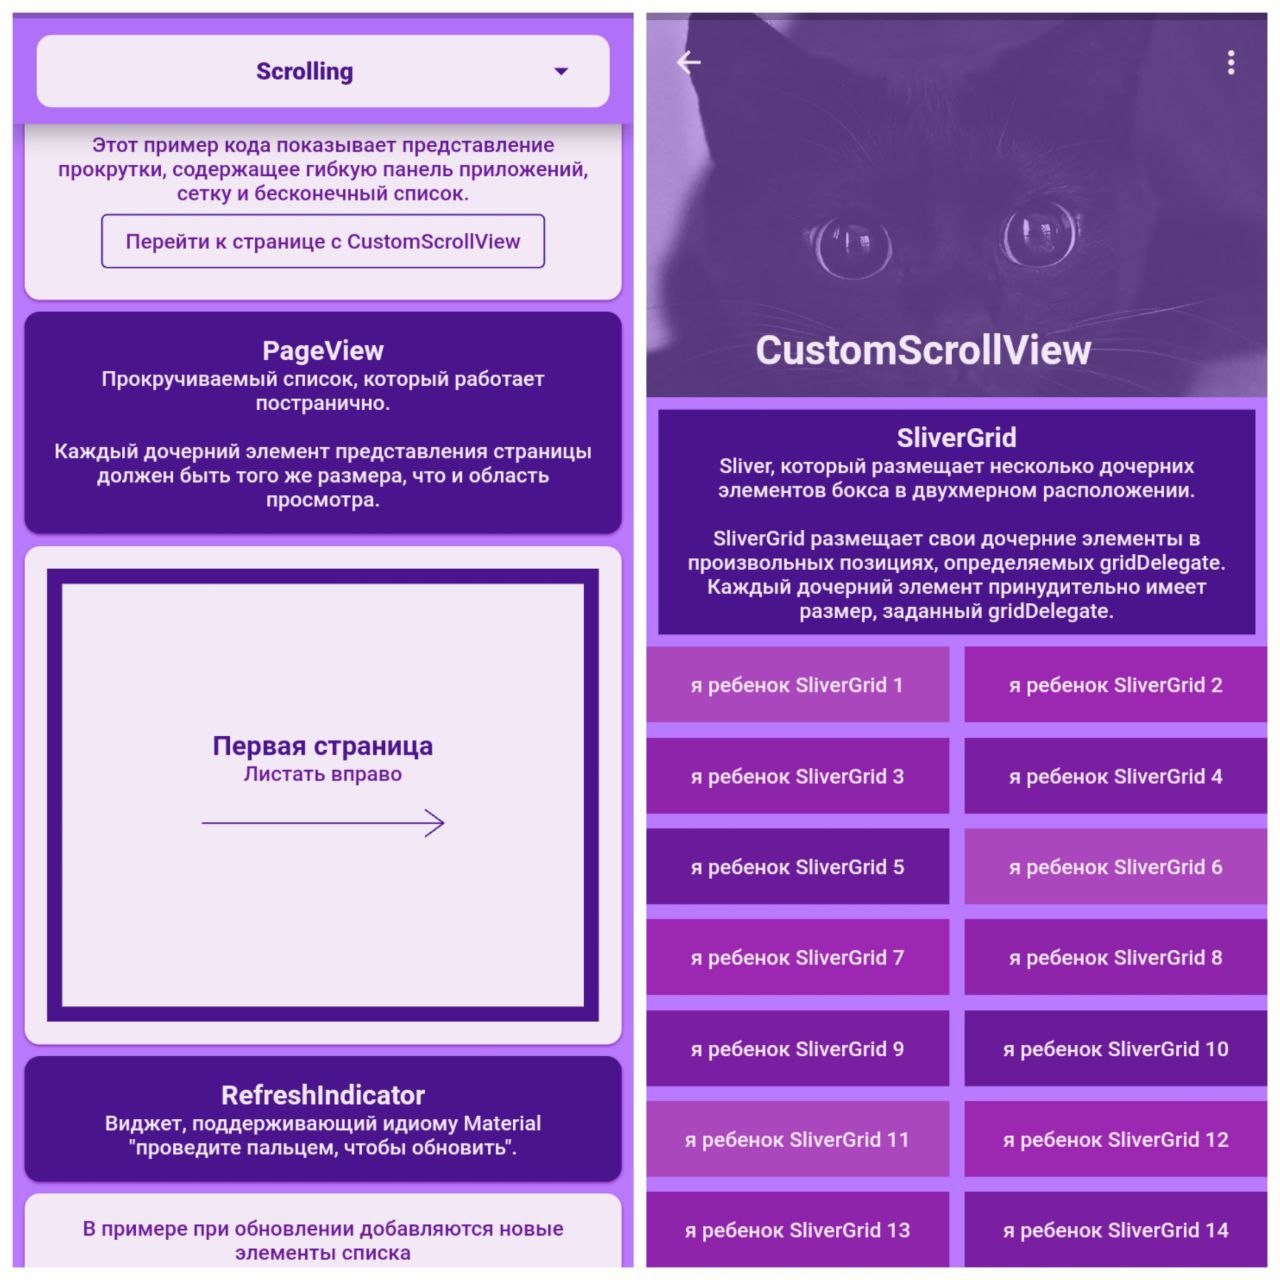 Scrolling
Этот пример кода показывает представление
прокрутки, содержащее гибкую панель приложений,
сетку и бесконечный список.
Перейти к странице с CustomScrollView
PageView
Прокручиваемый список, который работает
постранично.
Каждый дочерний элемент представления страницы
должен быть того же размера, что и область
просмотра.
Первая страница
Листать вправо
RefreshIndicator
Виджет, поддерживающий идиому Material
"проведите пальцем, чтобы обновить".
В примере при обновлении добавляются новые
элементы списка
CustomScrollView
SliverGrid
Sliver, который размещает несколько дочерних
элементов бокса в двухмерном расположении.
SliverGrid размещает свои дочерние элементы в
произвольных позициях, определяемых gridDelegate.
Каждый дочерний элемент принудительно имеет
размер, заданный gridDelegate.
я ребенок SliverGrid 1
я ребенок SliverGrid 2
я ребенок SliverGrid 3
я ребенок SliverGrid 4
я ребенок SliverGrid 5
я ребенок SliverGrid 6
я ребенок SliverGrid 7
я ребенок SliverGrid 8
я ребенок SliverGrid 9
я ребенок SliverGrid 10
я ребенок SliverGrid 11
я ребенок SliverGrid 12
я ребенок SliverGrid 13
я ребенок SliverGrid 14